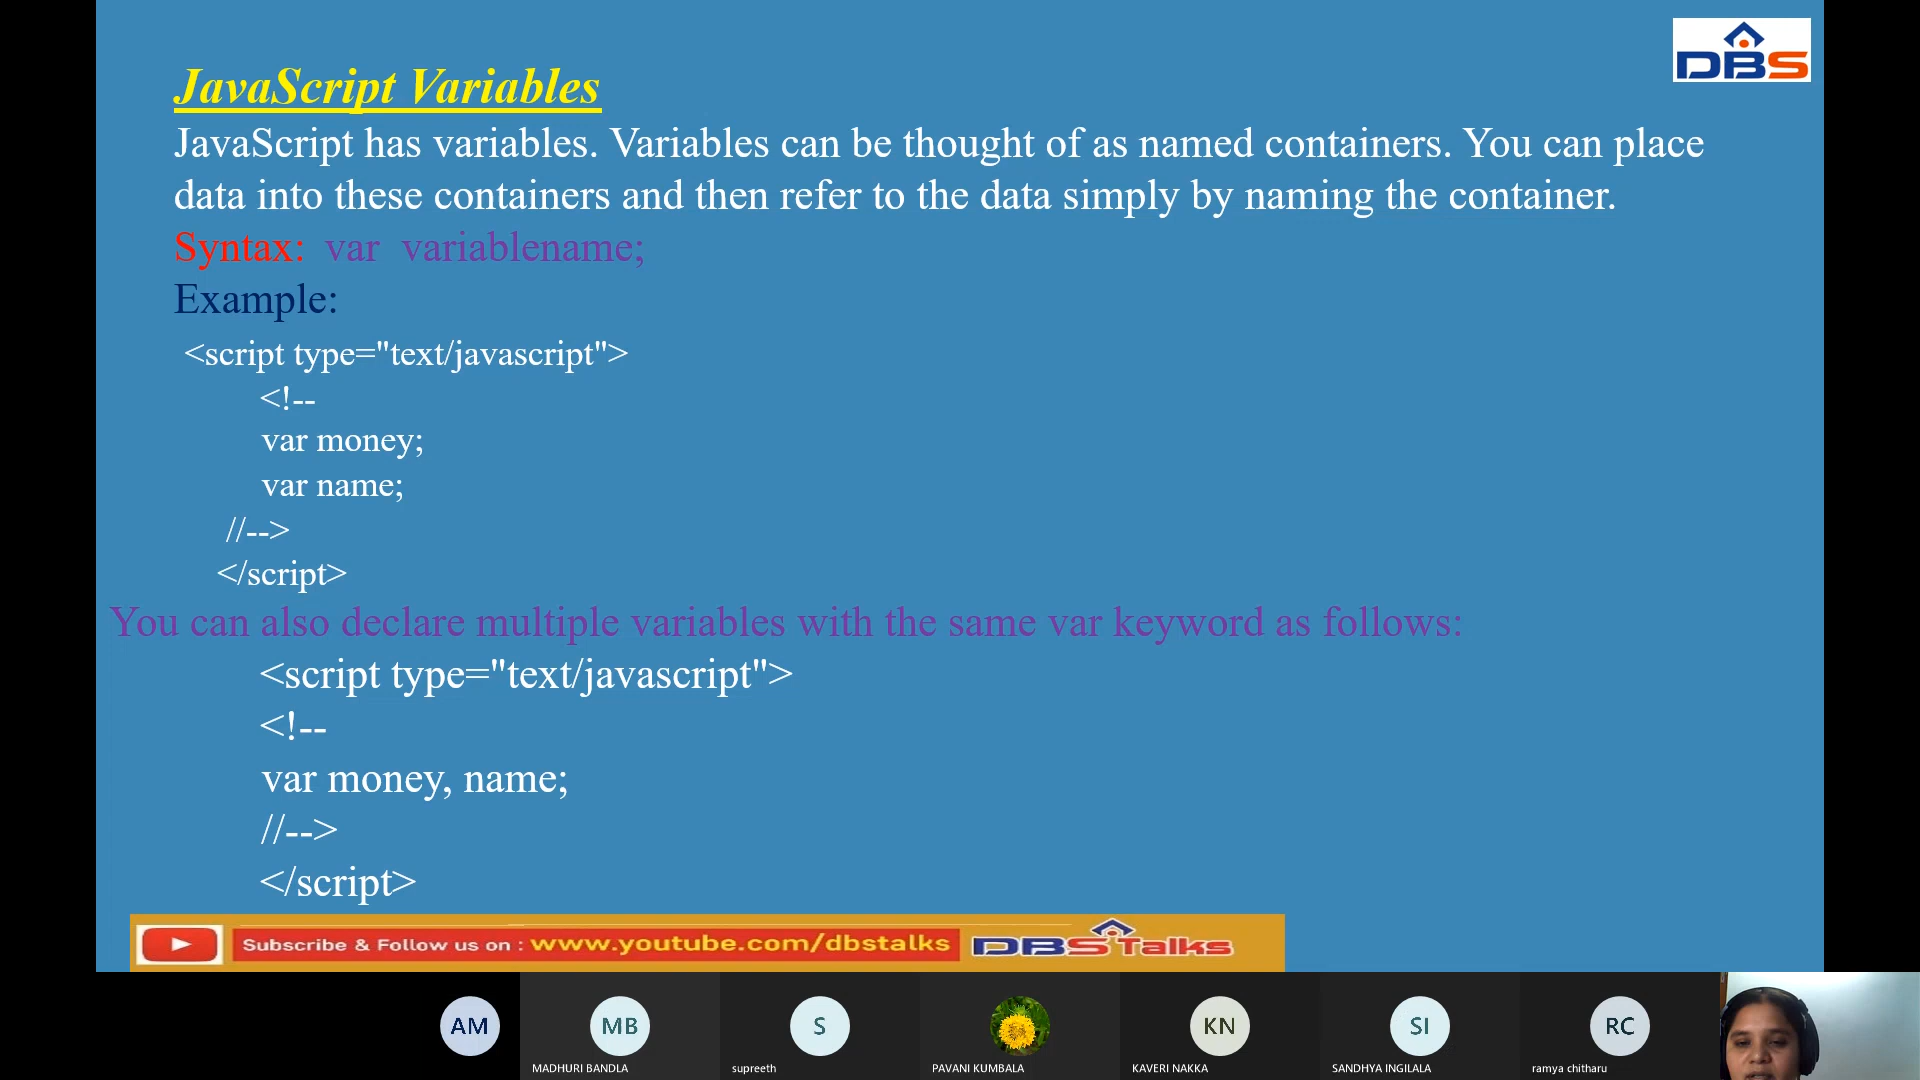 DBS
JavaScript Variables
JavaScript has variables. Variables can be thought of as named containers. You can place
data into these containers and then refer to the data simply by naming the container.
Syntax: var variablename;
Example:
<script type="text/javascript">
<!--
var money;
var name;
//-->
</script>
You can also declare multiple variables with the same var keyword as follows:
<script type="text/javascript">
<!--
var money, name;
//-->
</script>
Subscribe & Follow us on : www.youtube.com/dbstalks DBS Talks
AM MB S KN SI RC
MADHURI BANDLA supreeth PAVANI KUMBALA KAVERI NAKKA SANDHYA INGILALA ramya chitharu